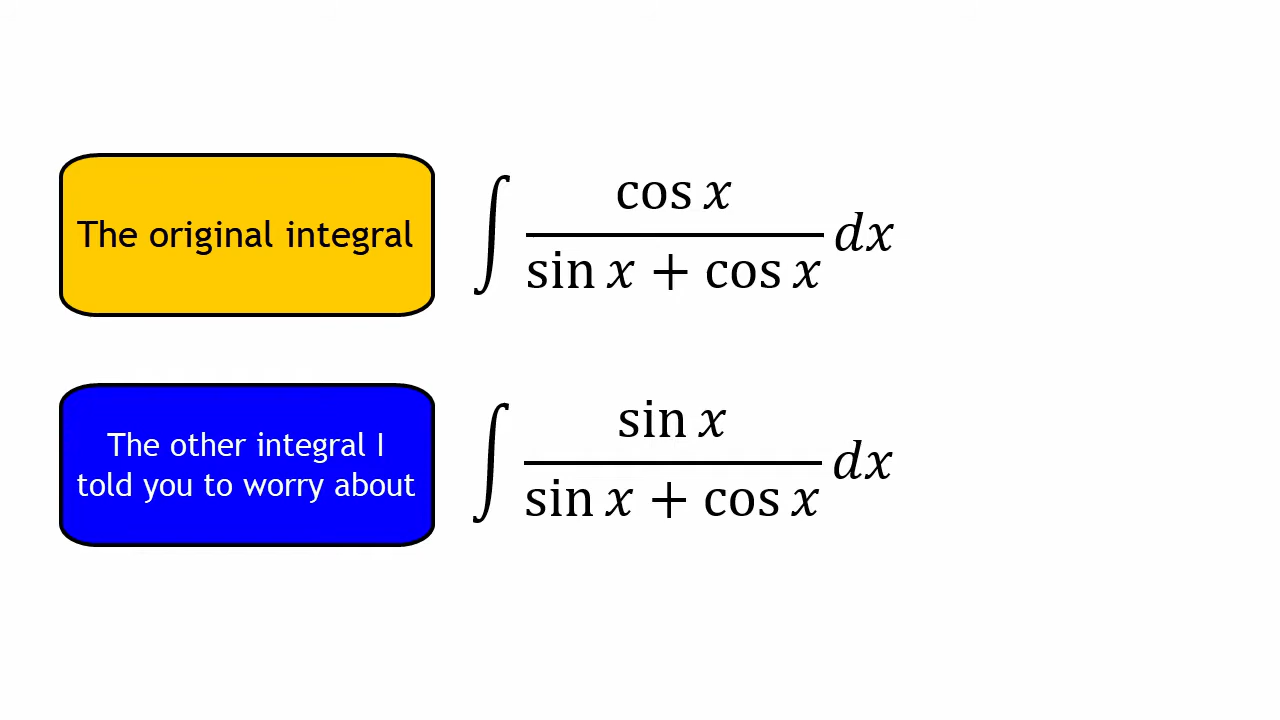 The original integral
∫ cos x / (sin x + cos x) dx
The other integral I
told you to worry about
∫ sin x / (sin x + cos x) dx